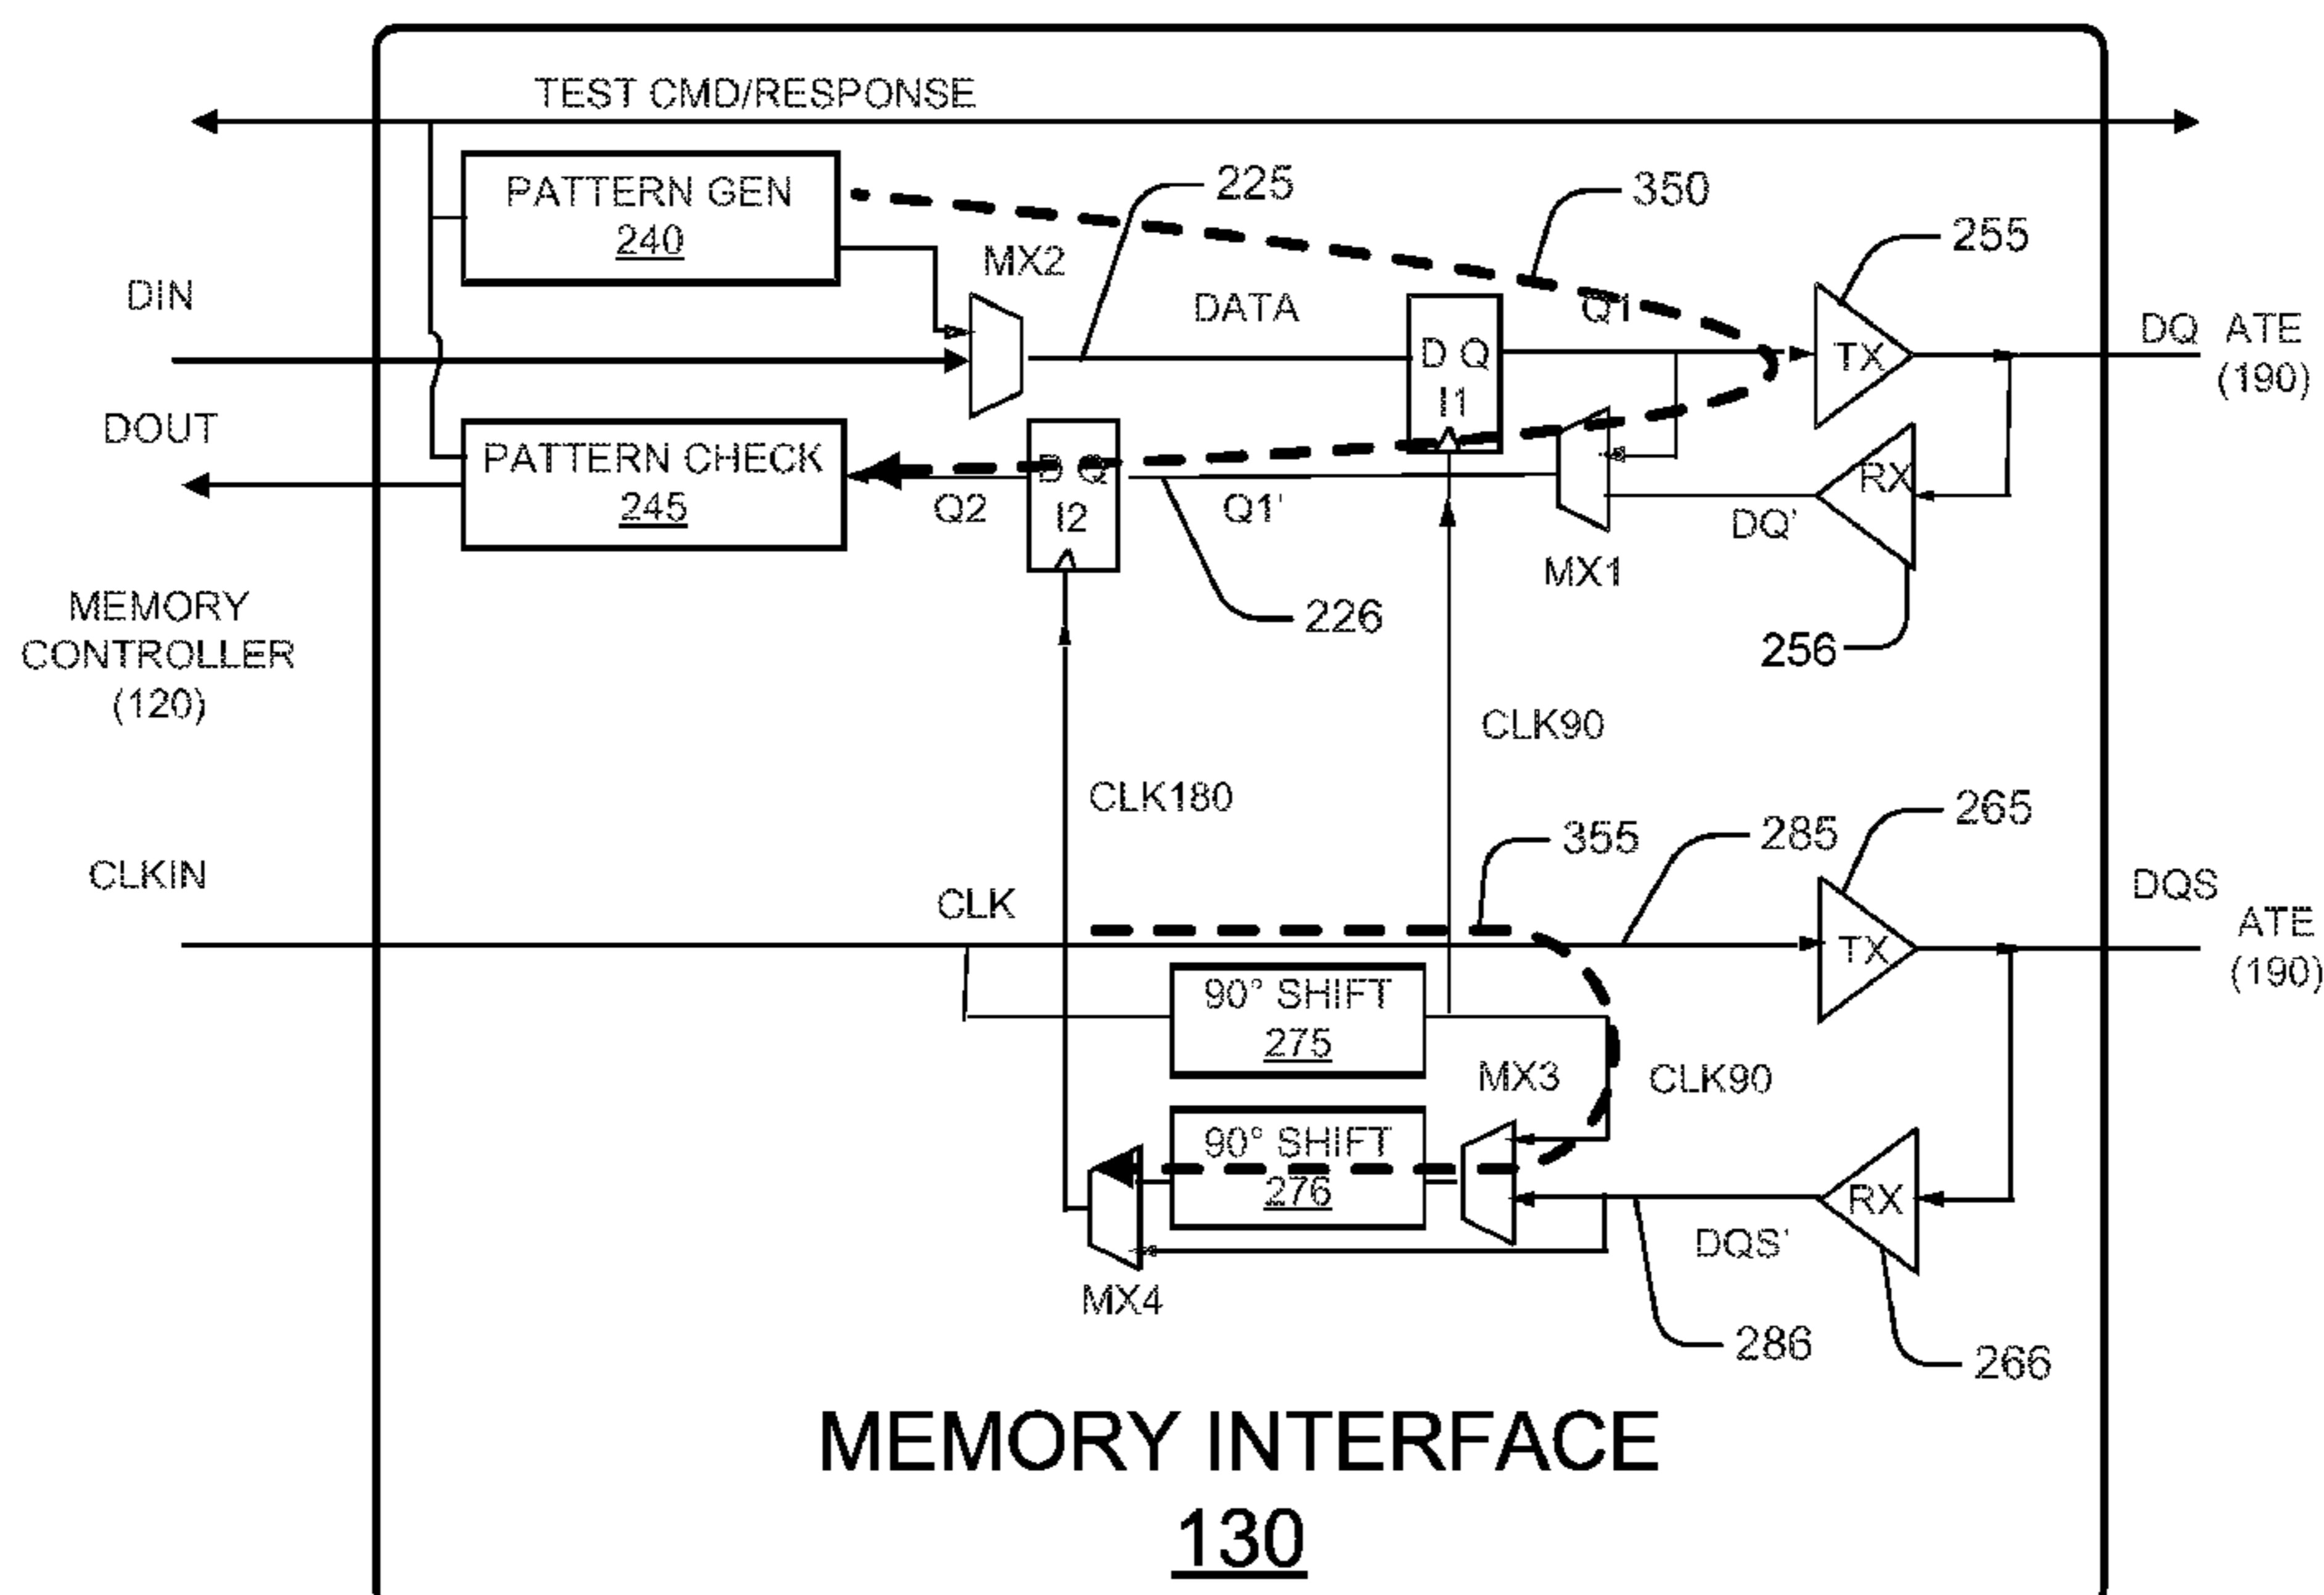 TEST CMD/RESPONSE
PATTERN GEN
240
225
350
255
MX2
DIN
DATA
Q1
DQ ATE
(190)
D Q
I1
TX
DOUT
PATTERN CHECK
245
Q2
D Q
I2
Q1'
RX
DQ'
MX1
226
256
MEMORY
CONTROLLER
(120)
CLK90
CLK180
355
285
265
CLKIN
CLK
DQS
ATE
(190)
TX
90° SHIFT
275
MX3
CLK90
90° SHIFT
276
RX
DQS'
MX4
286
266
MEMORY INTERFACE
130